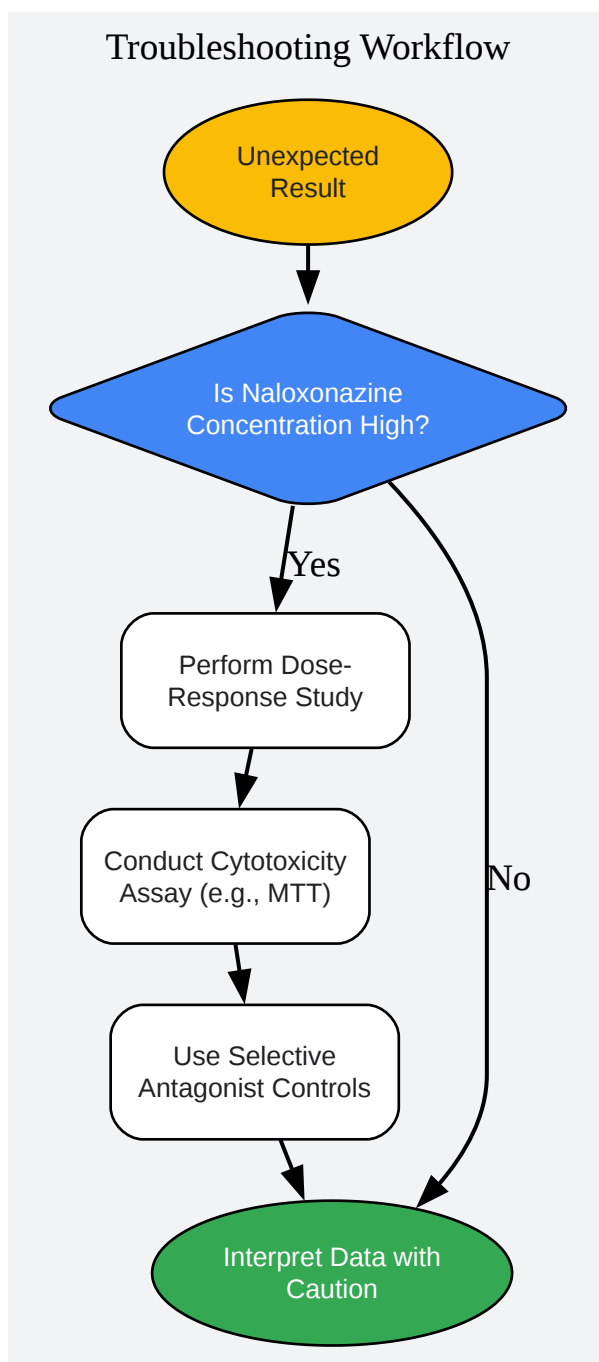 Troubleshooting Workflow
Unexpected
Result
Is Naloxonazine
Concentration High?
Yes
Perform Dose-
Response Study
Conduct Cytotoxicity
Assay (e.g., MTT)
No
Use Selective
Antagonist Controls
Interpret Data with
Caution